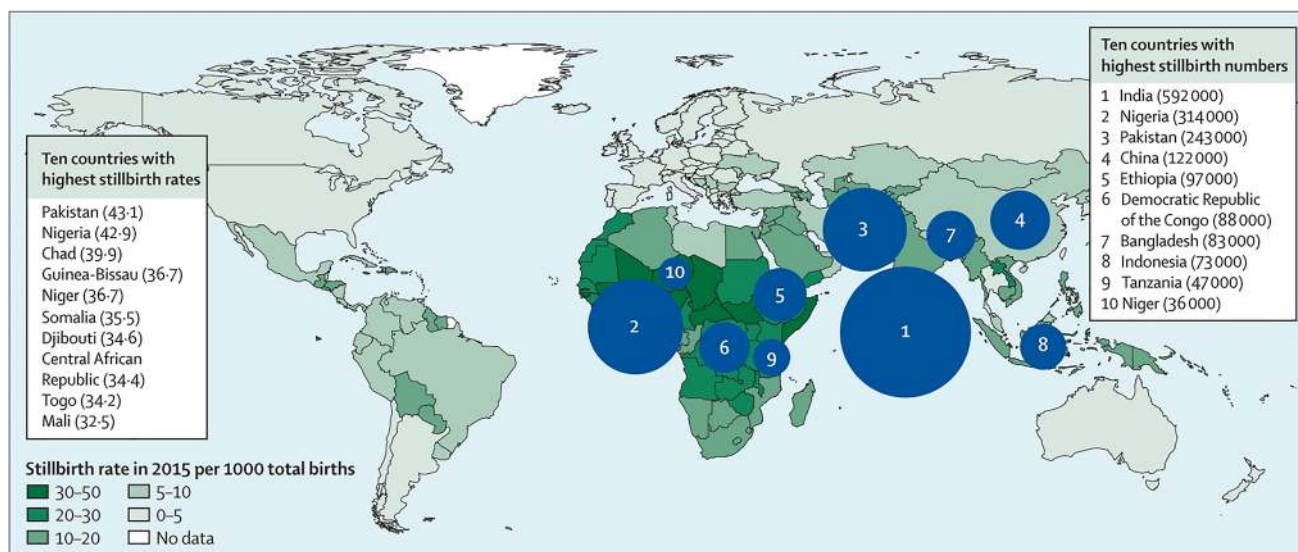 Ten countries with
highest stillbirth rates
Pakistan (43·1)
Nigeria (42·9)
Chad (39·9)
Guinea-Bissau (36·7)
Niger (36·7)
Somalia (35·5)
Djibouti (34·6)
Central African
Republic (34·4)
Togo (34·2)
Mali (32·5)
Stillbirth rate in 2015 per 1000 total births
30–50
20–30
10–20
5–10
0–5
No data
10
2
5
6
9
3
7
4
1
8
Ten countries with
highest stillbirth numbers
1 India (592 000)
2 Nigeria (314 000)
3 Pakistan (243 000)
4 China (122 000)
5 Ethiopia (97 000)
6 Democratic Republic
of the Congo (88 000)
7 Bangladesh (83 000)
8 Indonesia (73 000)
9 Tanzania (47 000)
10 Niger (36 000)